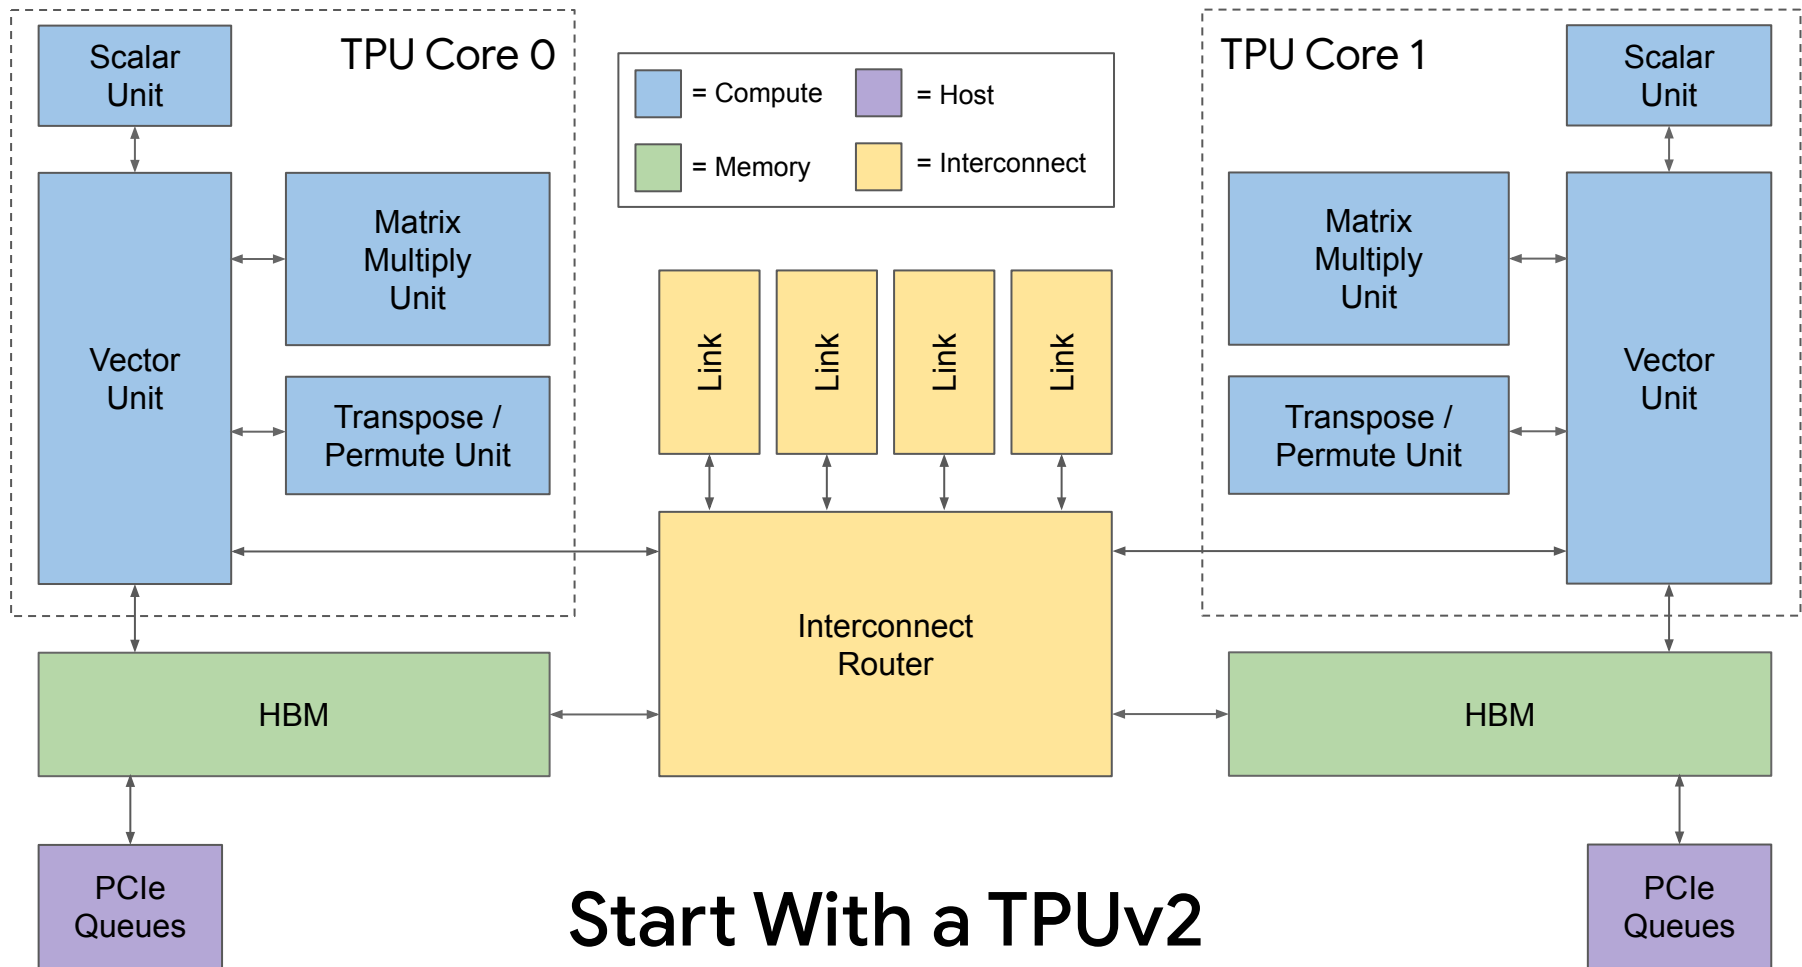 TPU Core 0
Scalar
Unit
Vector
Unit
Matrix
Multiply
Unit
Transpose /
Permute Unit
HBM
PCIe
Queues
= Compute
= Host
= Memory
= Interconnect
Link
Link
Link
Link
Interconnect
Router
TPU Core 1
Scalar
Unit
Matrix
Multiply
Unit
Transpose /
Permute Unit
Vector
Unit
HBM
PCIe
Queues
Start With a TPUv2